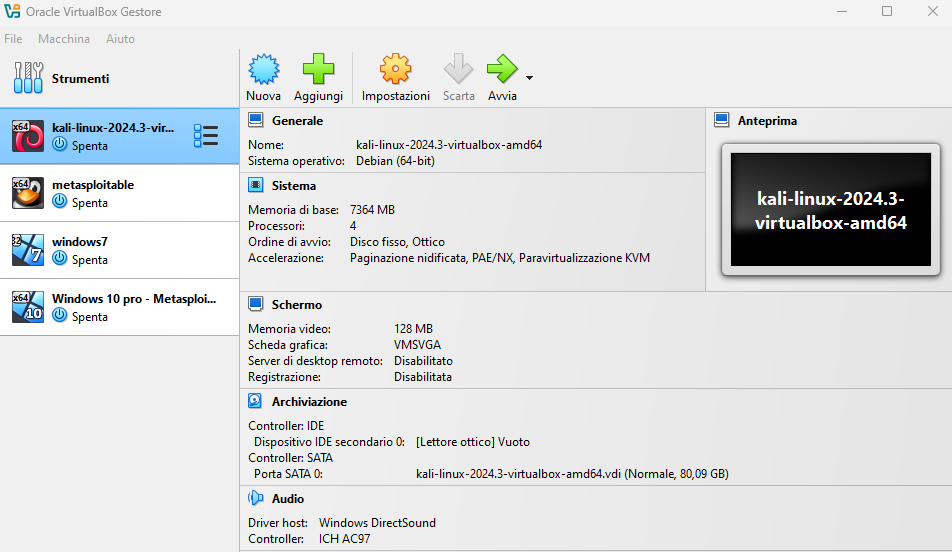 Oracle VirtualBox Gestore
File Macchina Aiuto
Strumenti
Nuova Aggiungi Impostazioni Scarta Avvia
x64 kali-linux-2024.3-vir...
Spenta
x64 metasploitable
Spenta
32 7 windows7
Spenta
x64 10 Windows 10 pro - Metasploi...
Spenta
Generale
Nome: kali-linux-2024.3-virtualbox-amd64
Sistema operativo: Debian (64-bit)
Sistema
Memoria di base: 7364 MB
Processori: 4
Ordine di avvio: Disco fisso, Ottico
Accelerazione: Paginazione nidificata, PAE/NX, Paravirtualizzazione KVM
Anteprima
kali-linux-2024.3-
virtualbox-amd64
Schermo
Memoria video: 128 MB
Scheda grafica: VMSVGA
Server di desktop remoto: Disabilitato
Registrazione: Disabilitata
Archiviazione
Controller: IDE
Dispositivo IDE secondario 0: [Lettore ottico] Vuoto
Controller: SATA
Porta SATA 0: kali-linux-2024.3-virtualbox-amd64.vdi (Normale, 80,09 GB)
Audio
Driver host: Windows DirectSound
Controller: ICH AC97